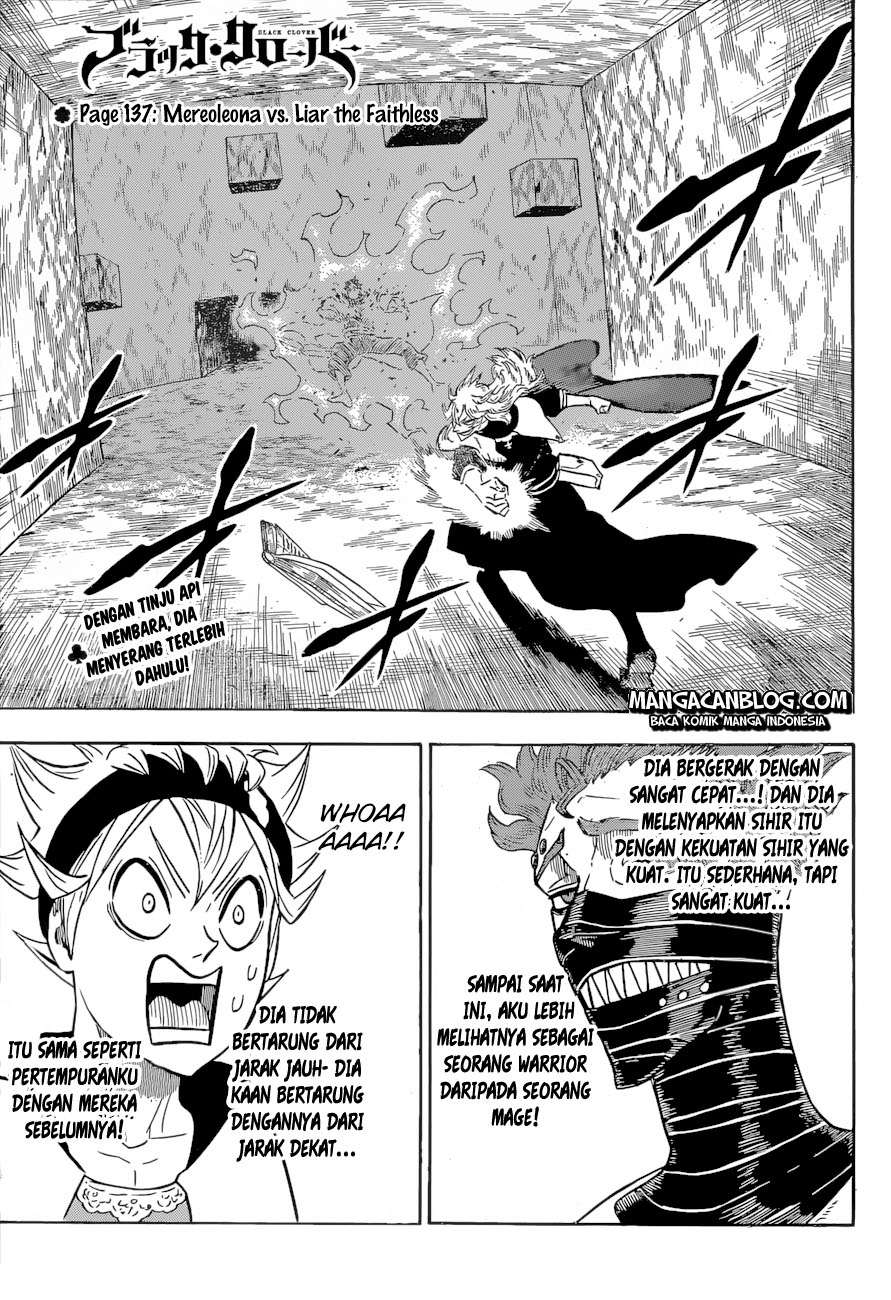 BLACK CLOVER
ブラック・クローバー
Page 137: Mereoleona vs. Liar the Faithless
DENGAN TINJU API
MEMBARA, DIA
MENYERANG TERLEBIH
DAHULU!
MANGACANBLOG.COM
BACA KOMIK MANGA INDONESIA
DIA BERGERAK DENGAN
SANGAT CEPAT...! DAN DIA
MELENYAPKAN SIHIR ITU
DENGAN KEKUATAN SIHIR YANG
KUAT. ITU SEDERHANA, TAPI
SANGAT KUAT..!
SAMPAI SAAT
INI, AKU LEBIH
MELIHATNYA SEBAGAI
SEORANG WARRIOR
DARIPADA SEORANG
MAGE!
WHOAA
AAAA!!
DIA TIDAK
BERTARUNG DARI
JARAK JAUH- DIA
KAAN BERTARUNG
DENGANNYA DARI
JARAK DEKAT...
ITU SAMA SEPERTI
PERTEMPURANKU
DENGAN MEREKA
SEBELUMNYA!